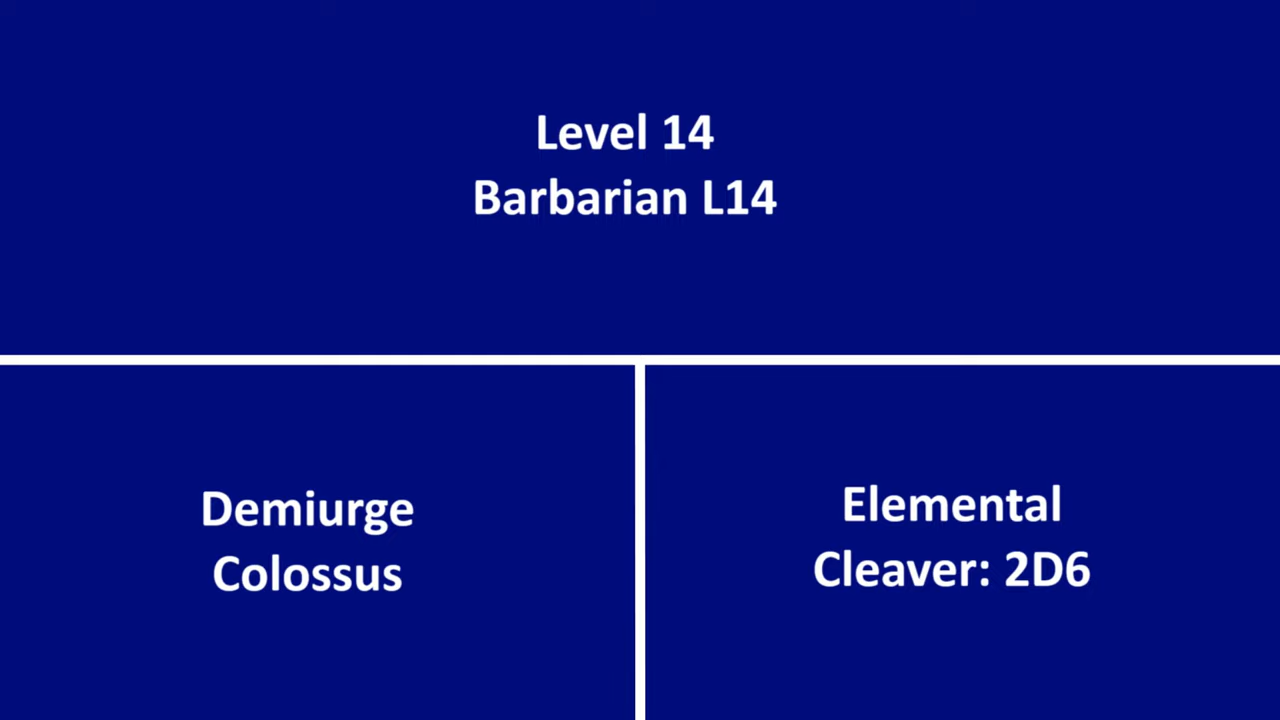 Level 14
Barbarian L14
Demiurge
Colossus
Elemental
Cleaver: 2D6